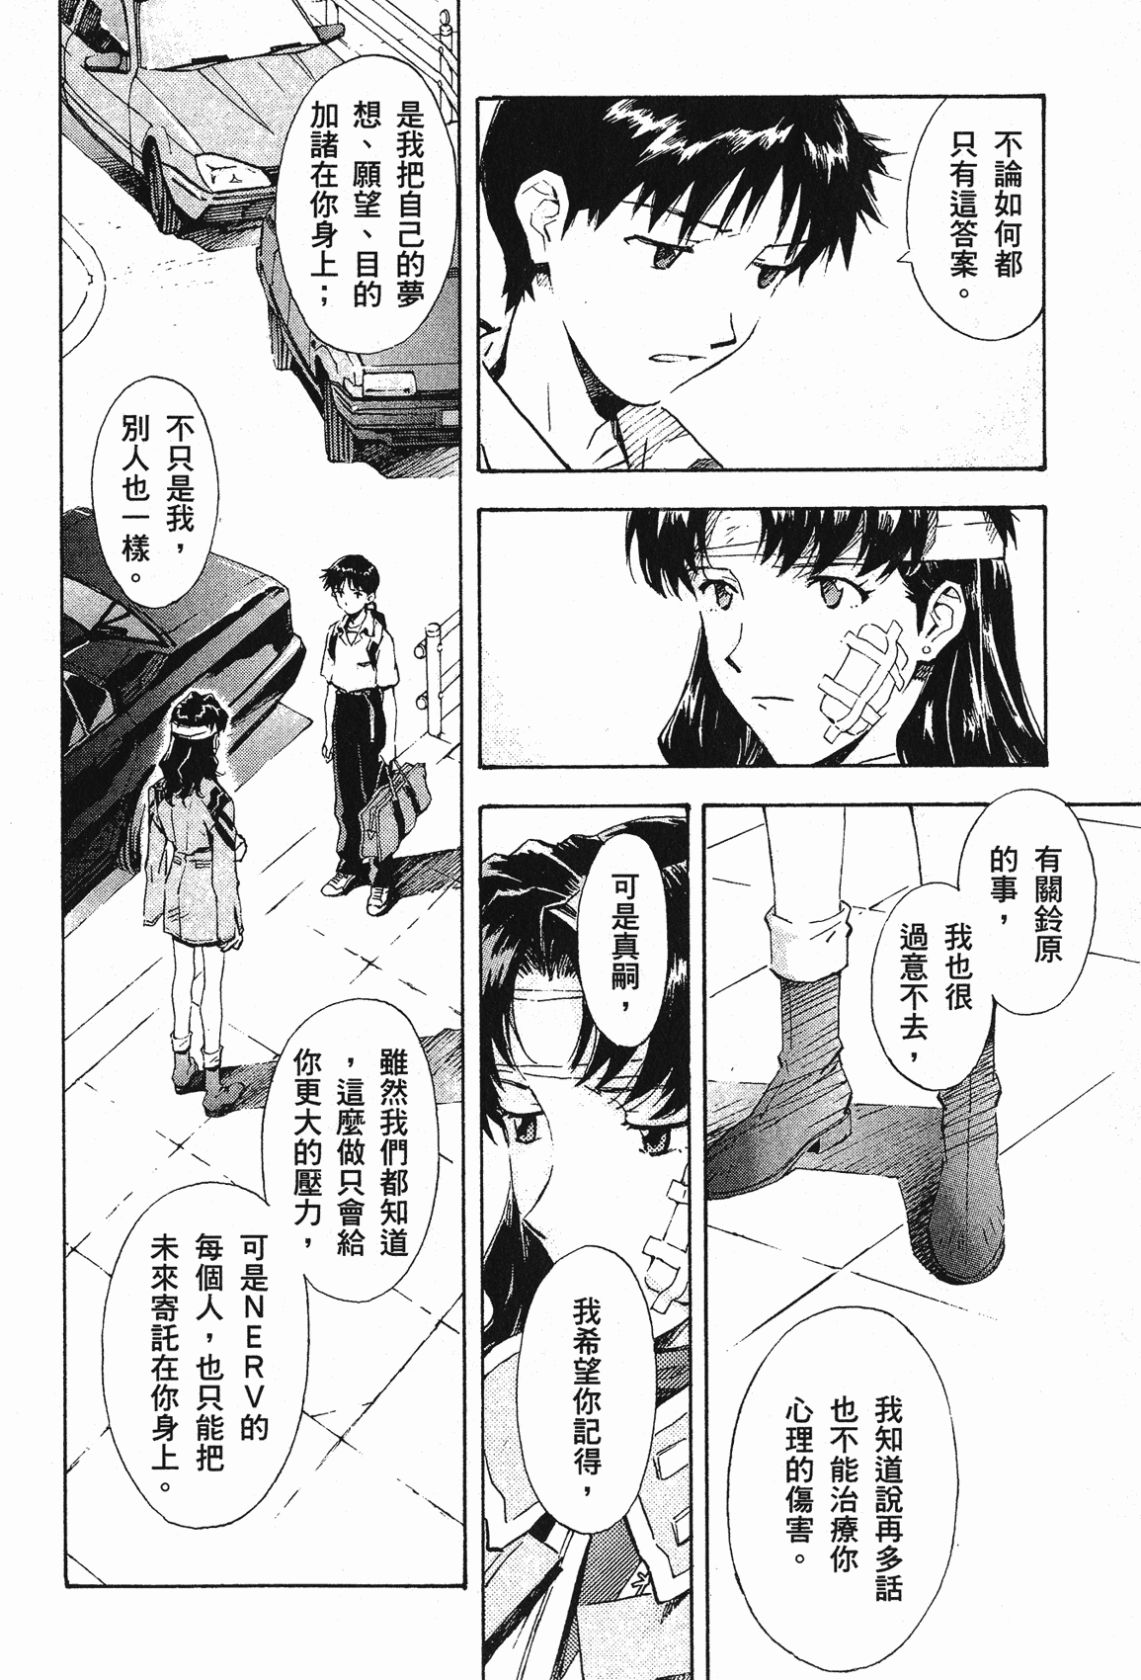 不論如何都
只有這答案。
有關鈴原
的事，
我也很
過意不去，
我知道說再多話
也不能治療你
心理的傷害。
可是真嗣，
我希望你記得，
是我把自己的夢
想、願望、目的
加諸在你身上；
不只是我，
別人也一樣。
雖然我們都知道
，這麼做只會給
你更大的壓力，
可是ＮＥＲＶ的
每個人，也只能把
未來寄託在你身上。